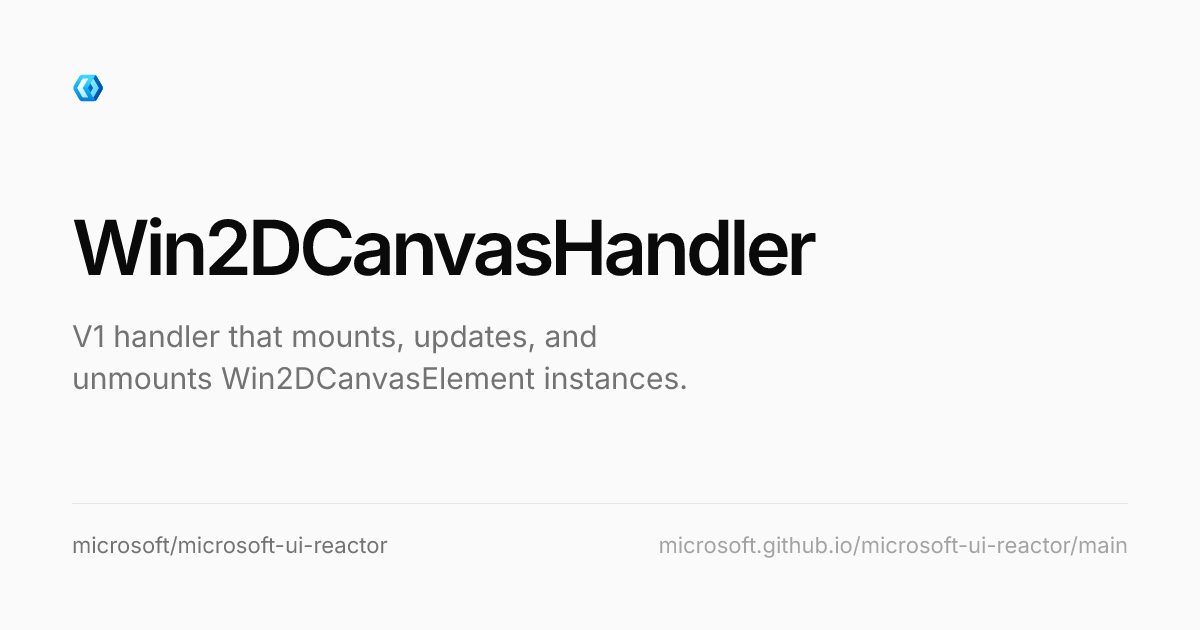 Win2DCanvasHandler
V1 handler that mounts, updates, and
unmounts Win2DCanvasElement instances.
microsoft/microsoft-ui-reactor
microsoft.github.io/microsoft-ui-reactor/main